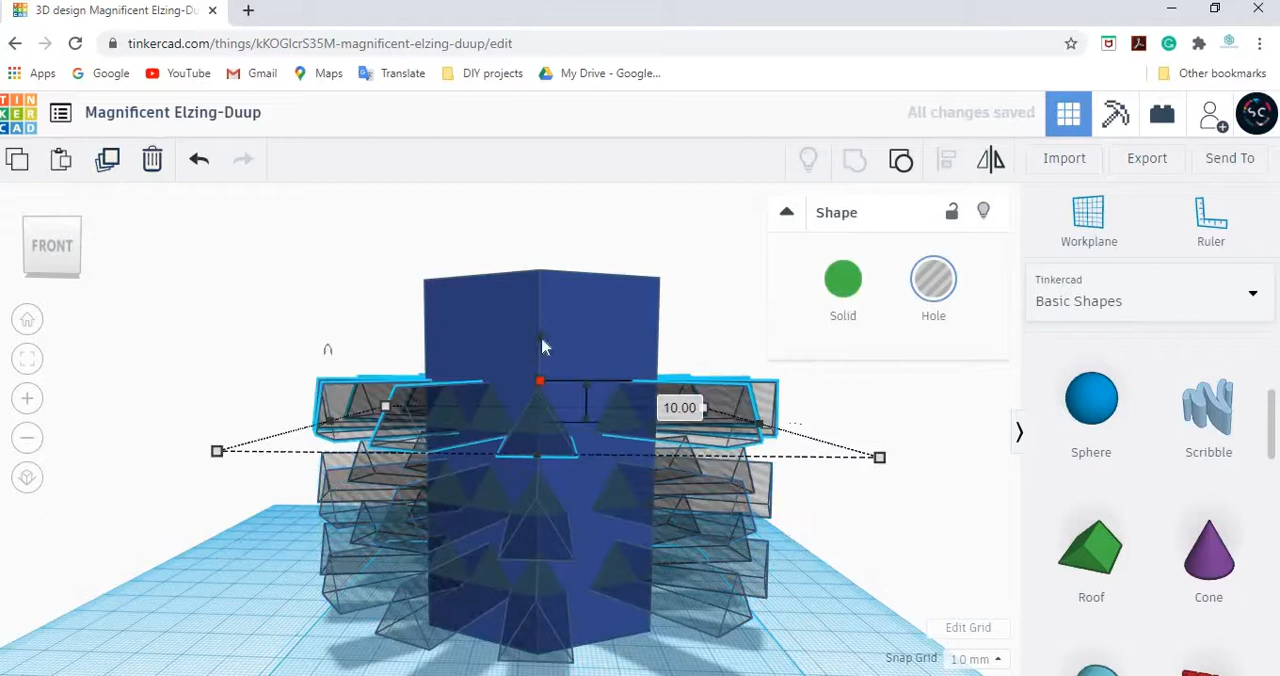 3D design Magnificent Elzing-Du
tinkercad.com/things/kKOGlcrS35M-magnificent-elzing-duup/edit
Apps Google YouTube Gmail Maps Translate DIY projects My Drive - Google... Other bookmarks
TIN
KER
CAD
Magnificent Elzing-Duup
All changes saved
SC
Import Export Send To
FRONT
Shape
Workplane Ruler
Solid Hole
Tinkercad
Basic Shapes
10.00
Sphere Scribble
Roof Cone
Edit Grid
Snap Grid 1.0 mm